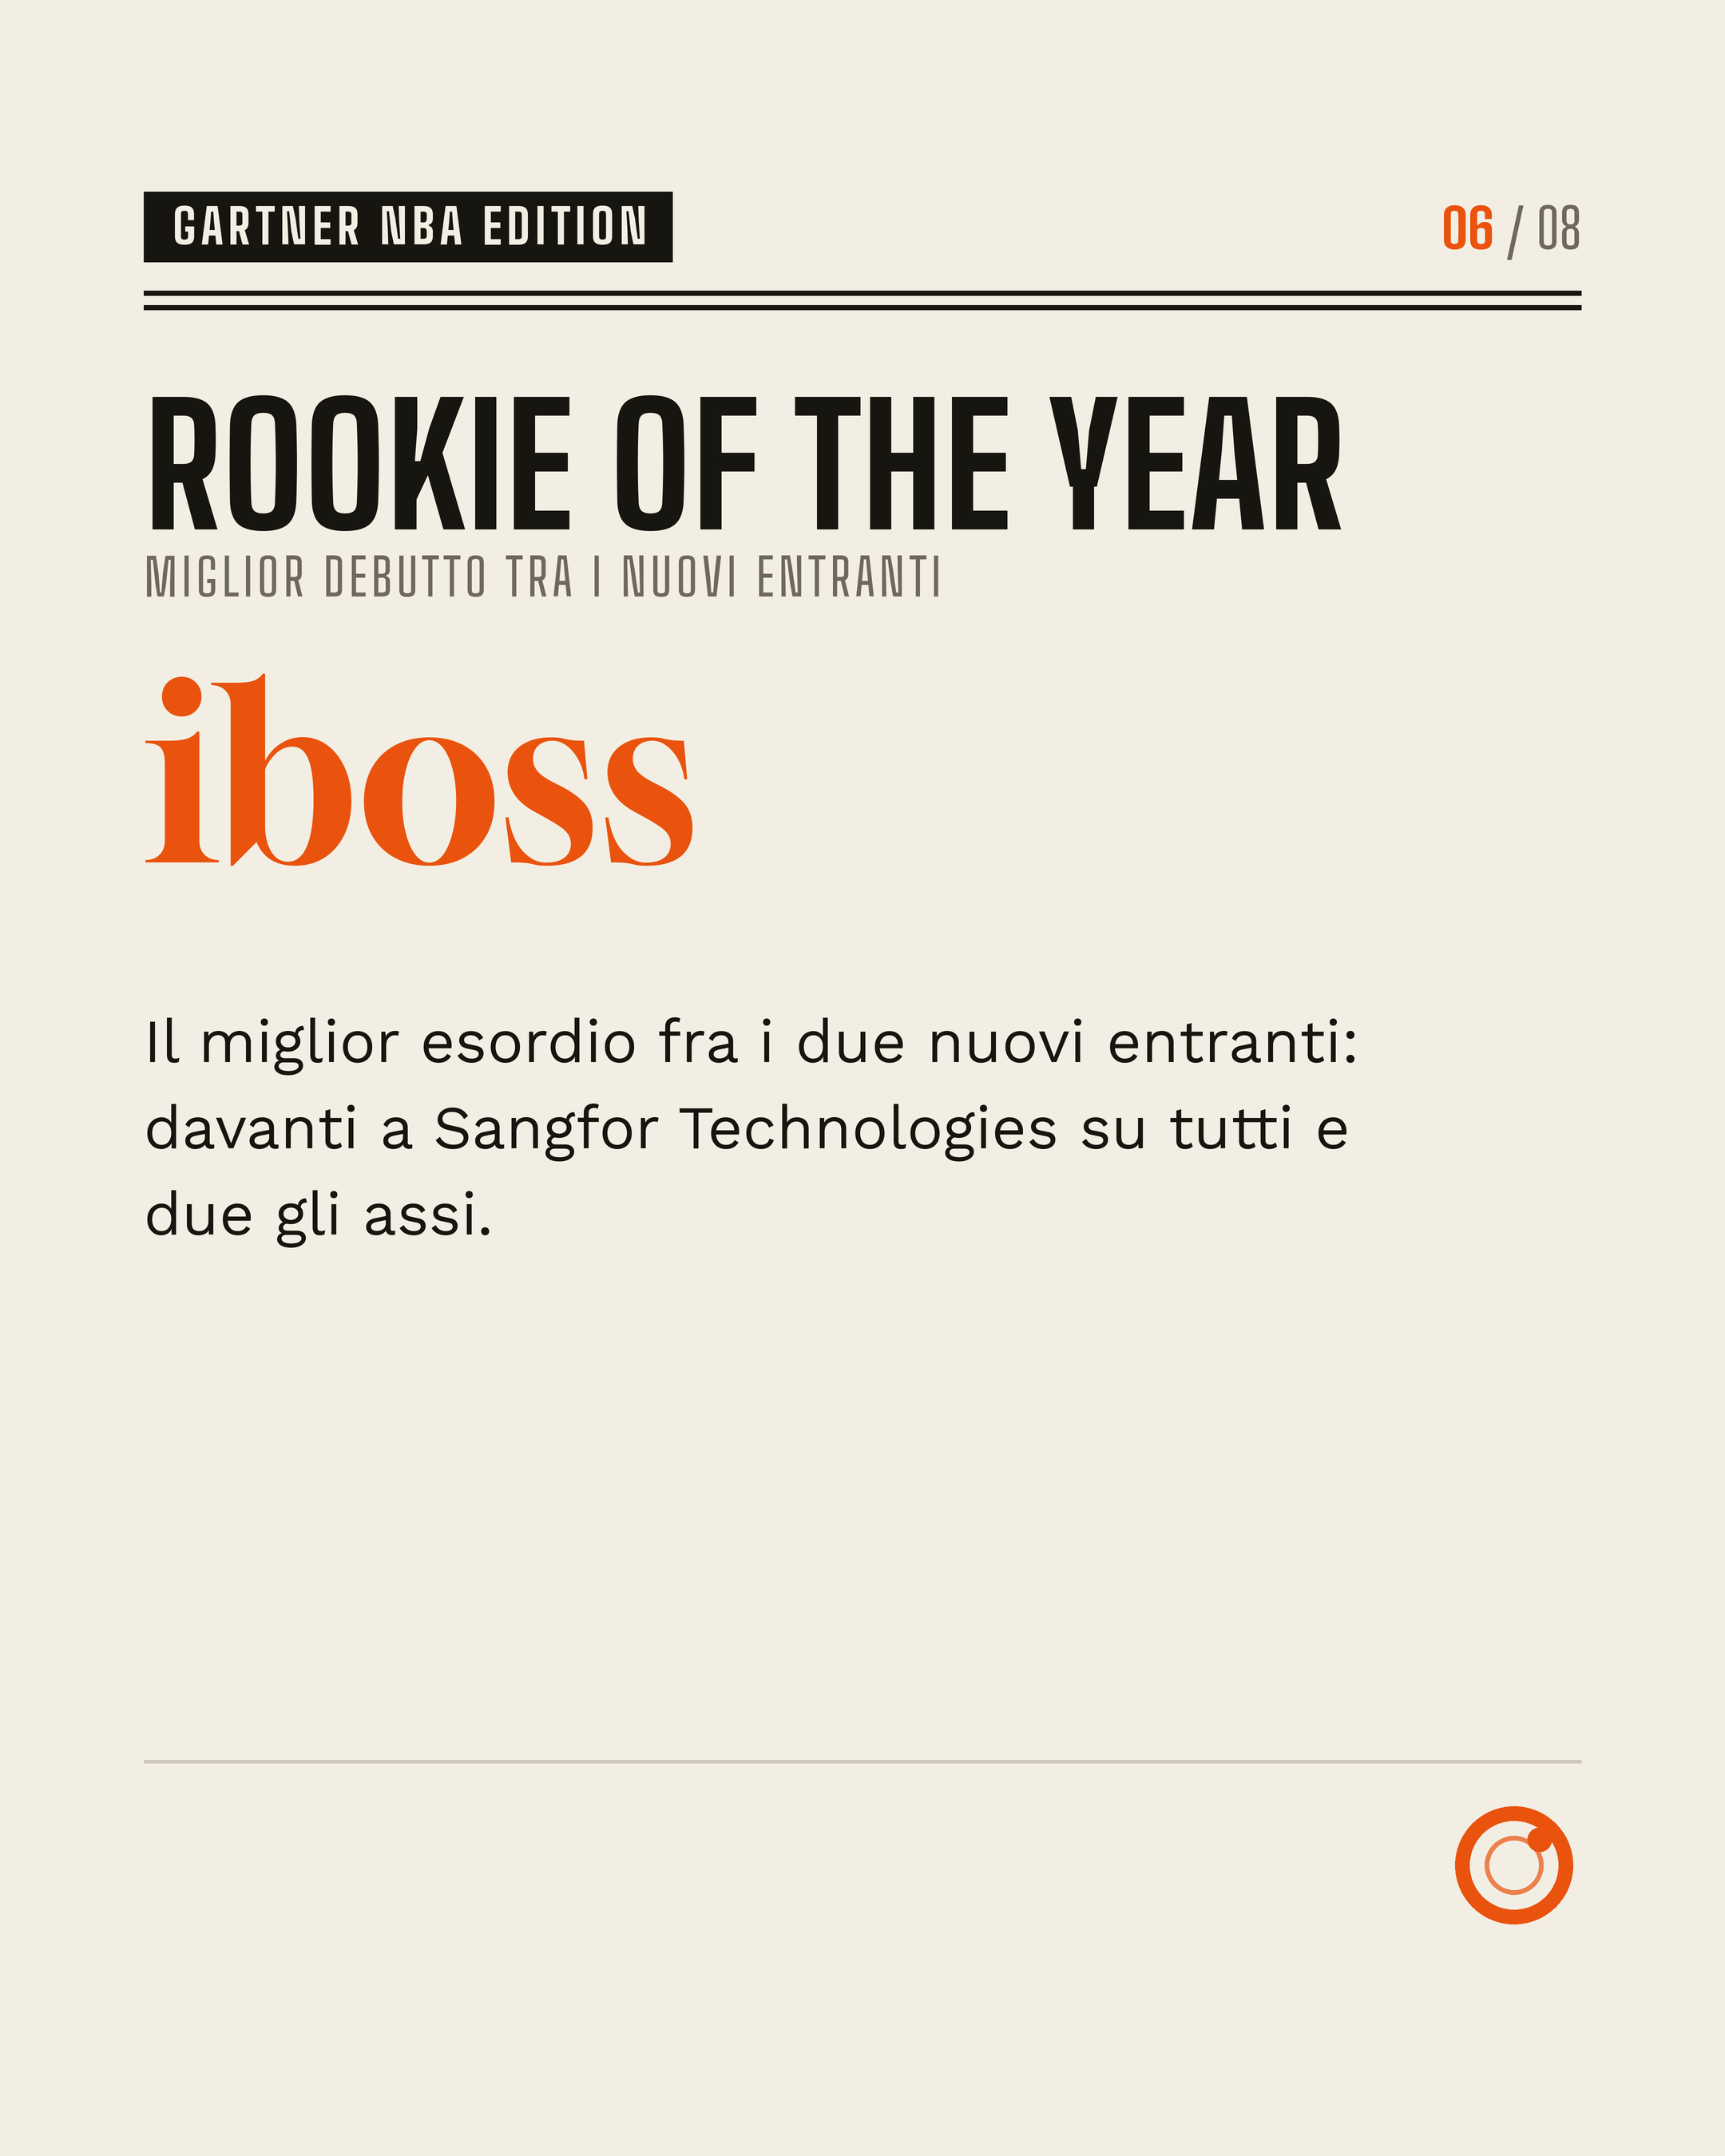 GARTNER NBA EDITION
06 / 08
ROOKIE OF THE YEAR
MIGLIOR DEBUTTO TRA I NUOVI ENTRANTI
iboss
Il miglior esordio fra i due nuovi entranti:
davanti a Sangfor Technologies su tutti e
due gli assi.